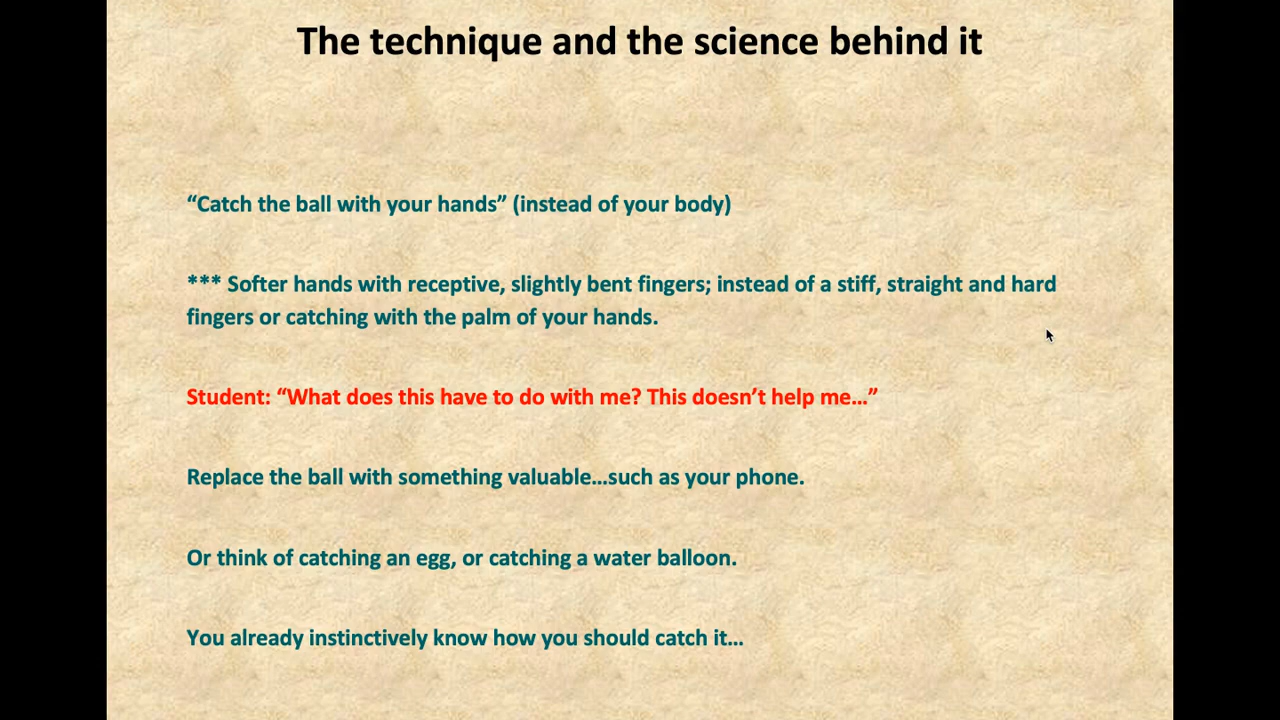 The technique and the science behind it
“Catch the ball with your hands” (instead of your body)
*** Softer hands with receptive, slightly bent fingers; instead of a stiff, straight and hard
fingers or catching with the palm of your hands.
Student: “What does this have to do with me? This doesn’t help me…”
Replace the ball with something valuable…such as your phone.
Or think of catching an egg, or catching a water balloon.
You already instinctively know how you should catch it…